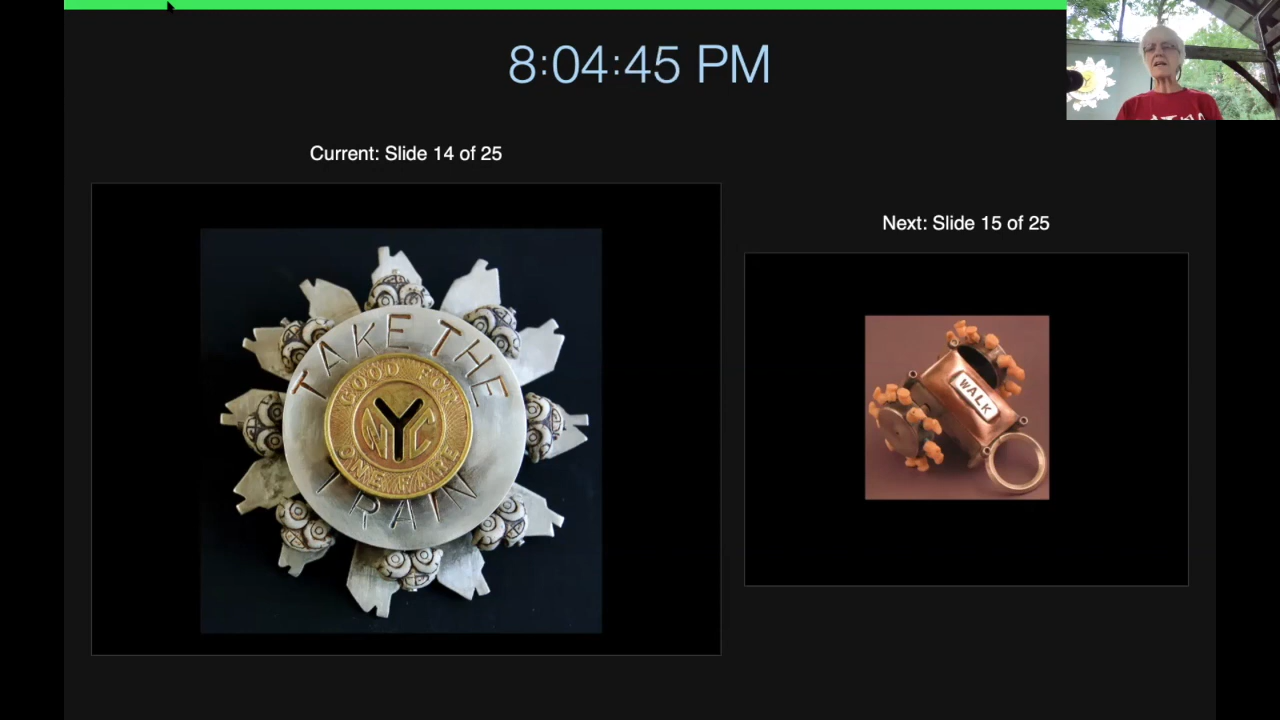 8:04:45 PM
Current: Slide 14 of 25
Next: Slide 15 of 25
TAKE THE
GOOD FOR
NYC
ONE FARE
TRAIN
WALK